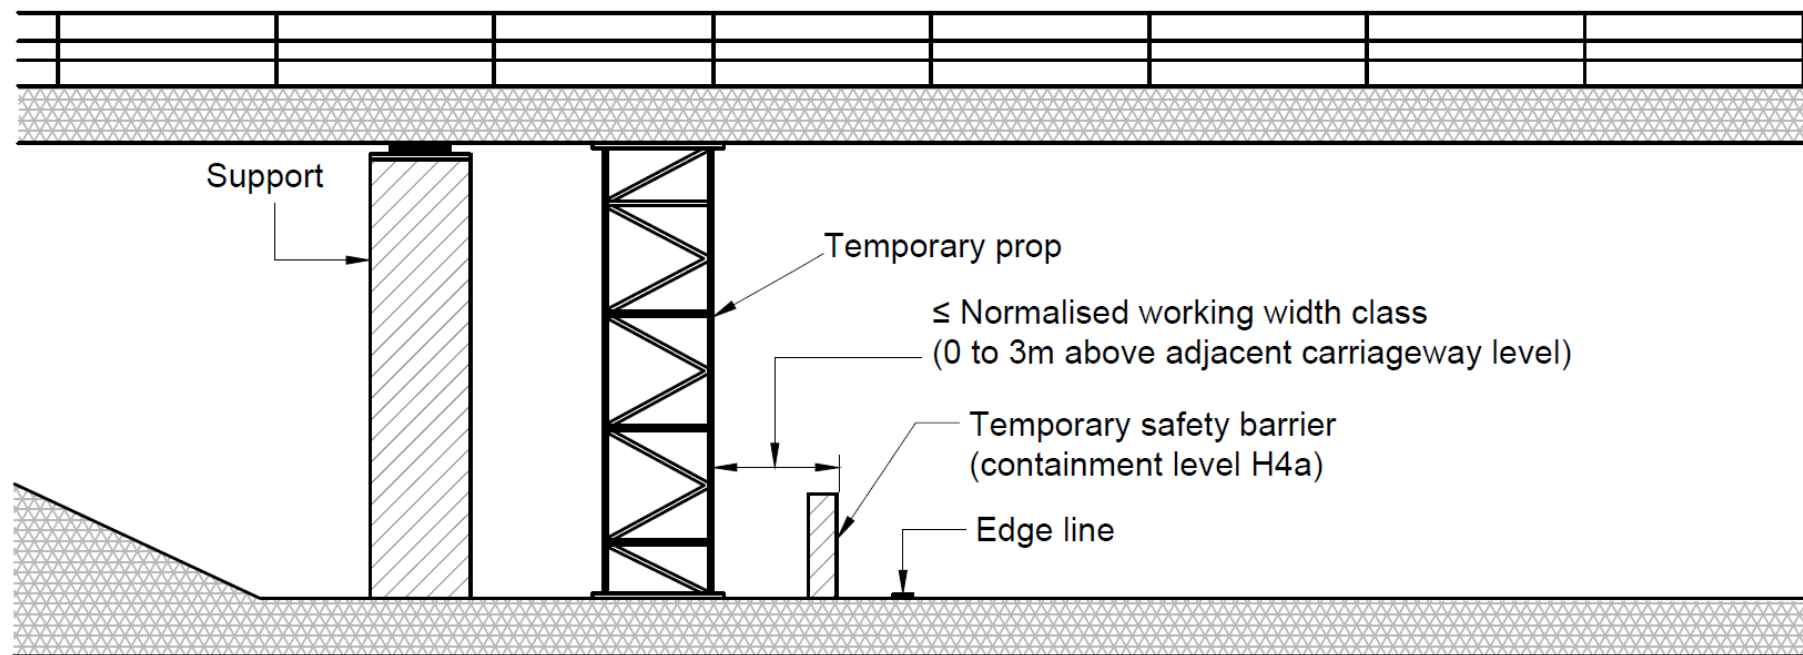 Support
Temporary prop
≤ Normalised working width class
(0 to 3m above adjacent carriageway level)
Temporary safety barrier
(containment level H4a)
Edge line